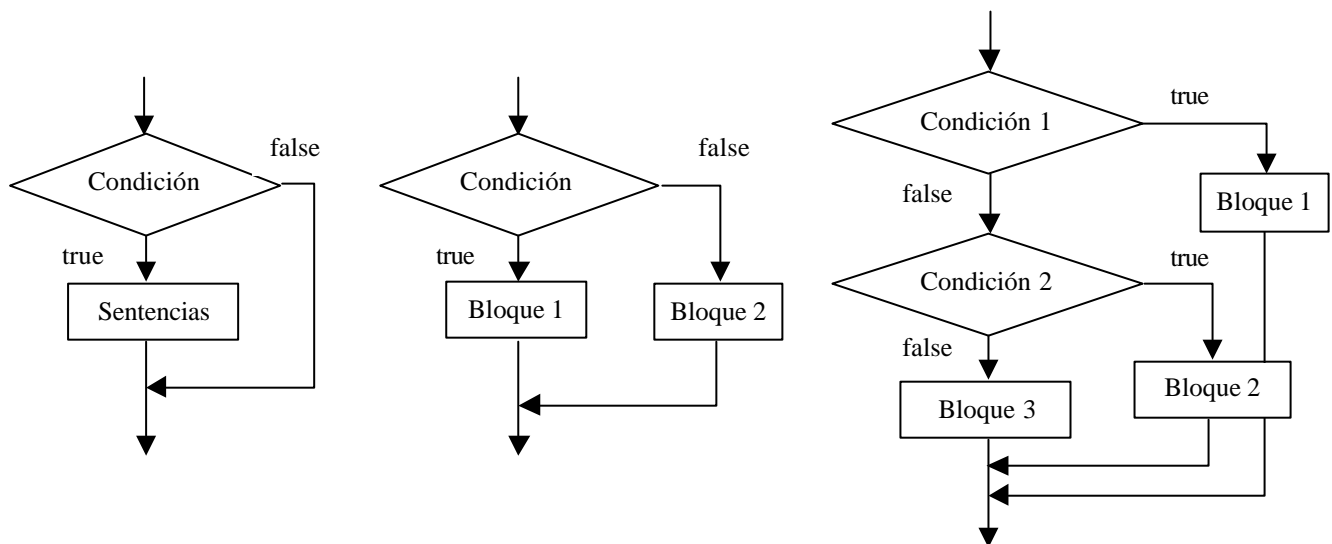 false
Condición
true
Sentencias
false
Condición
true
Bloque 1
Bloque 2
true
Condición 1
false
Bloque 1
true
Condición 2
false
Bloque 2
Bloque 3